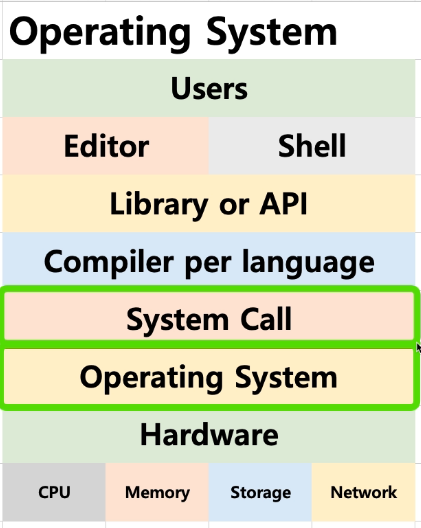 Operating System
Users
Editor Shell
Library or API
Compiler per language
System Call
Operating System
Hardware
CPU Memory Storage Network